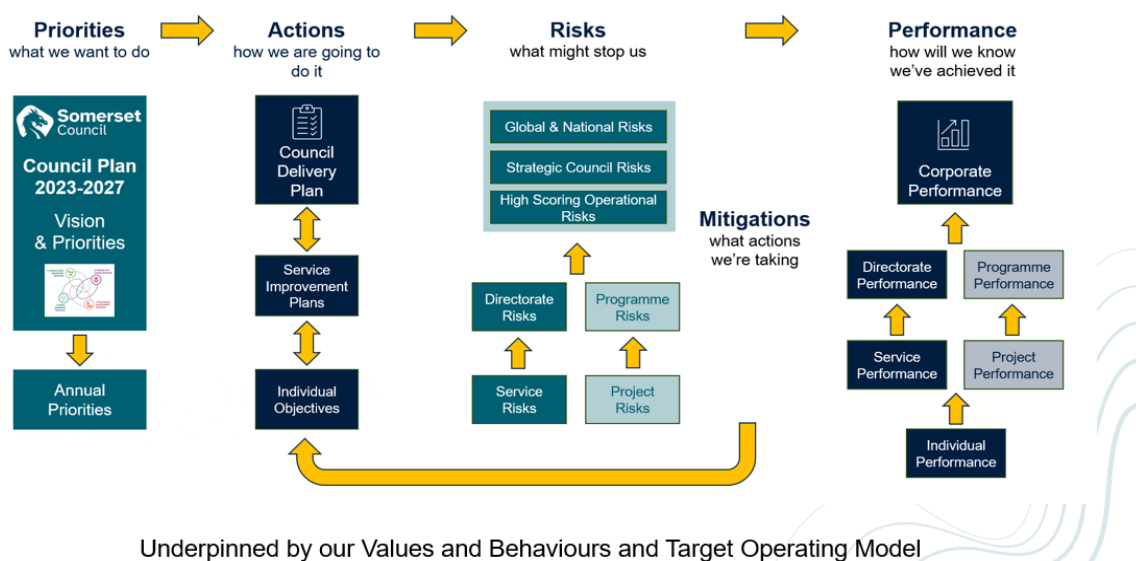 Priorities
what we want to do
Actions
how we are going to
do it
Risks
what might stop us
Performance
how will we know
we've achieved it
Somerset
Council
Council Plan
2023-2027
Vision
& Priorities
Annual
Priorities
Council
Delivery
Plan
Service
Improvement
Plans
Individual
Objectives
Global & National Risks
Strategic Council Risks
High Scoring Operational
Risks
Directorate
Risks
Programme
Risks
Service
Risks
Project
Risks
Mitigations
what actions
we're taking
Corporate
Performance
Directorate
Performance
Programme
Performance
Service
Performance
Project
Performance
Individual
Performance
Underpinned by our Values and Behaviours and Target Operating Model